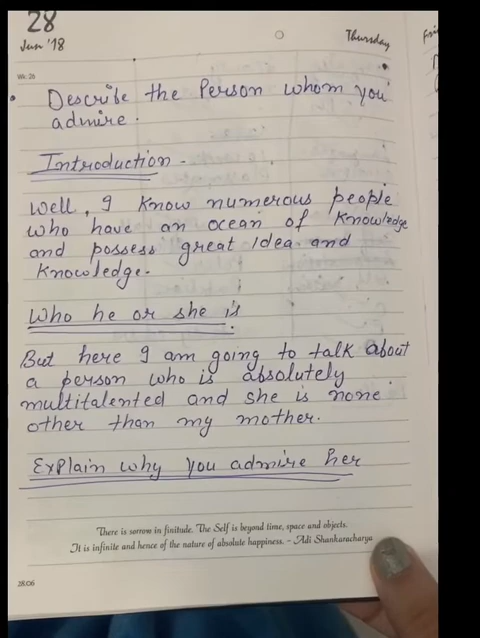 28
Jun '18
Thursday
Fri
Wk 26
Describe the Person whom you
admire.
Introduction -
Well, I know numerous people
who have an ocean of knowledge
and possess great idea and
knowledge.
Who he or she is
But here I am going to talk about
a person who is absolutely
multitalented and she is none
other than my mother.
Explain why you admire her
There is sorrow in finitude. The Self is beyond time, space and objects.
It is infinite and hence of the nature of absolute happiness. - Adi Shankaracharya
28.06